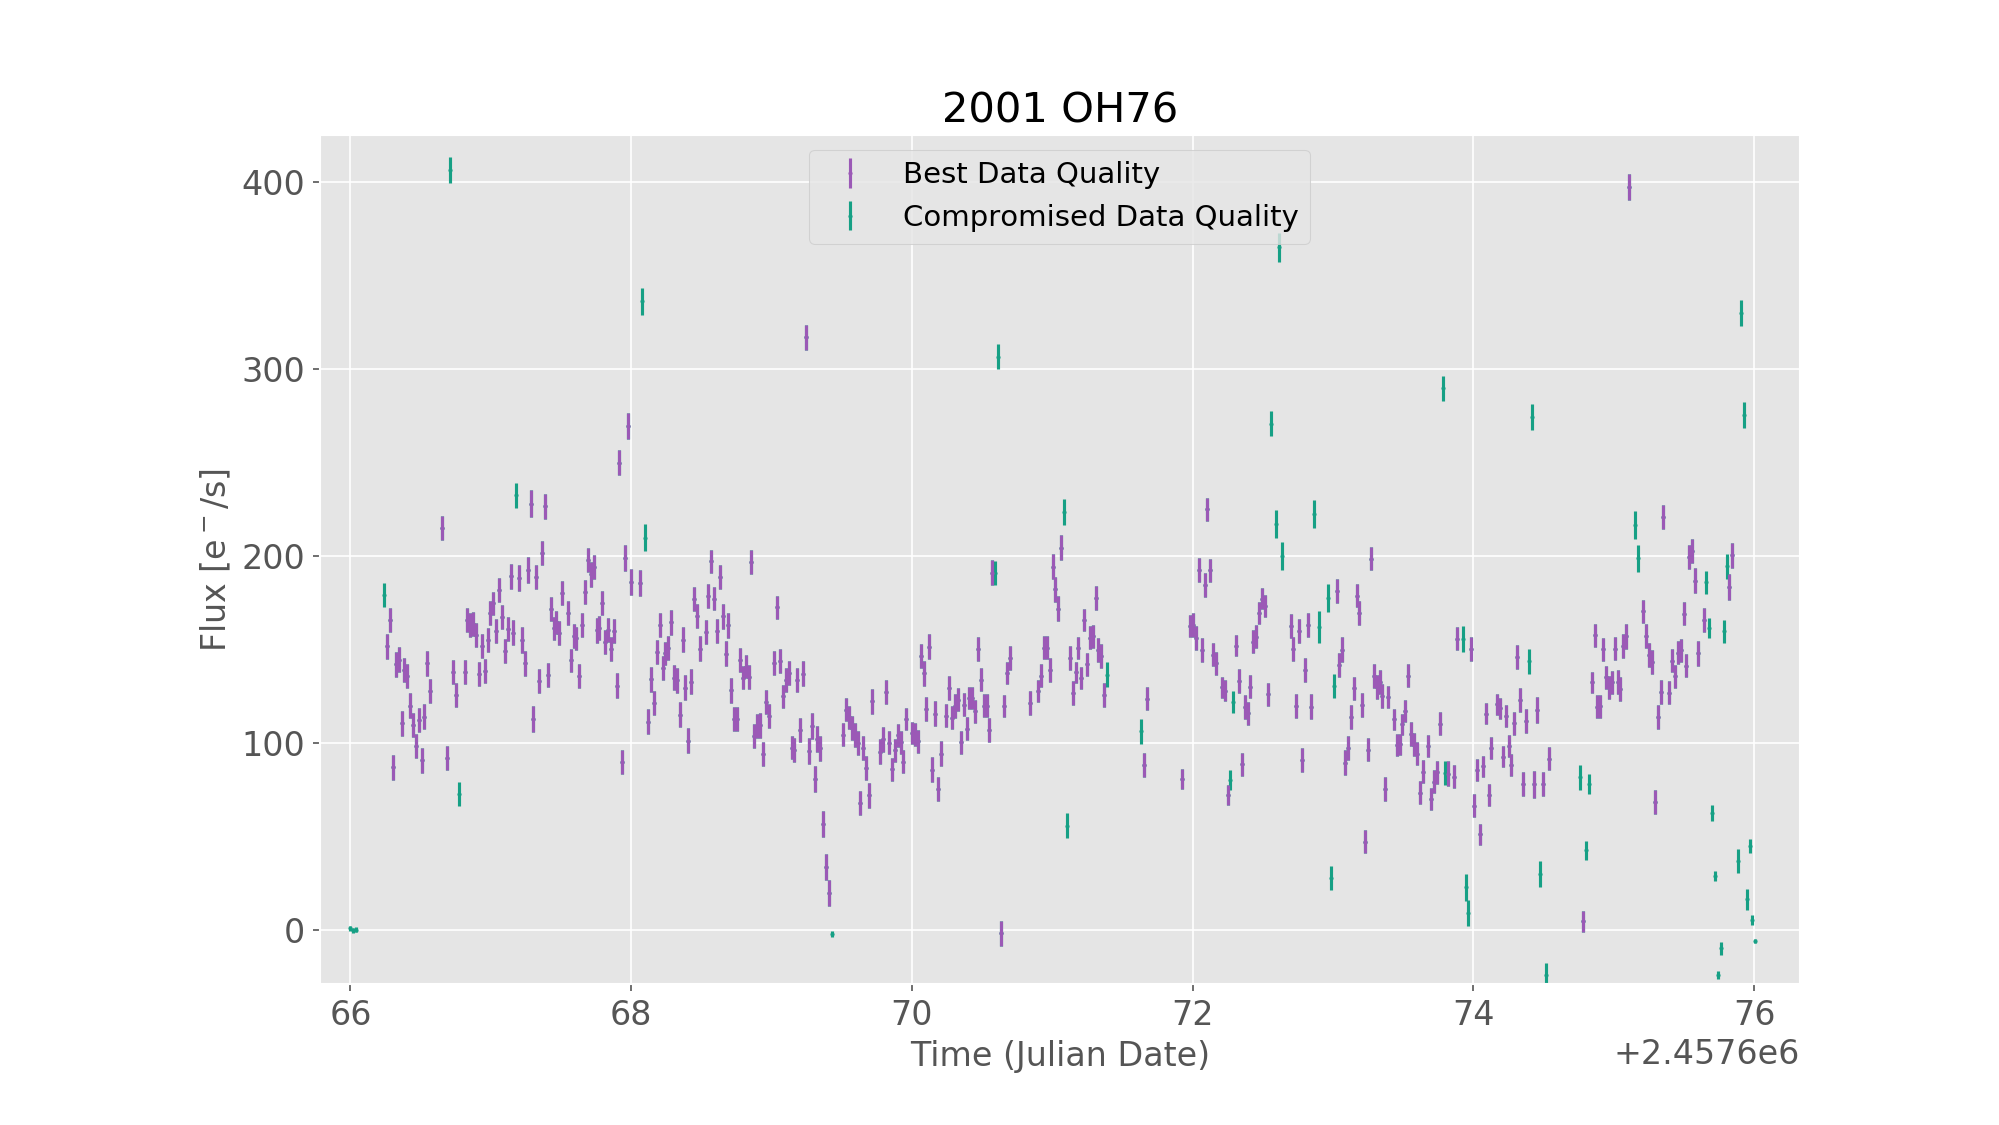 2001 OH76
Best Data Quality
Compromised Data Quality
400
300
200
100
0
Flux [e⁻/s]
66 68 70 72 74 76
Time (Julian Date)
+2.4576e6